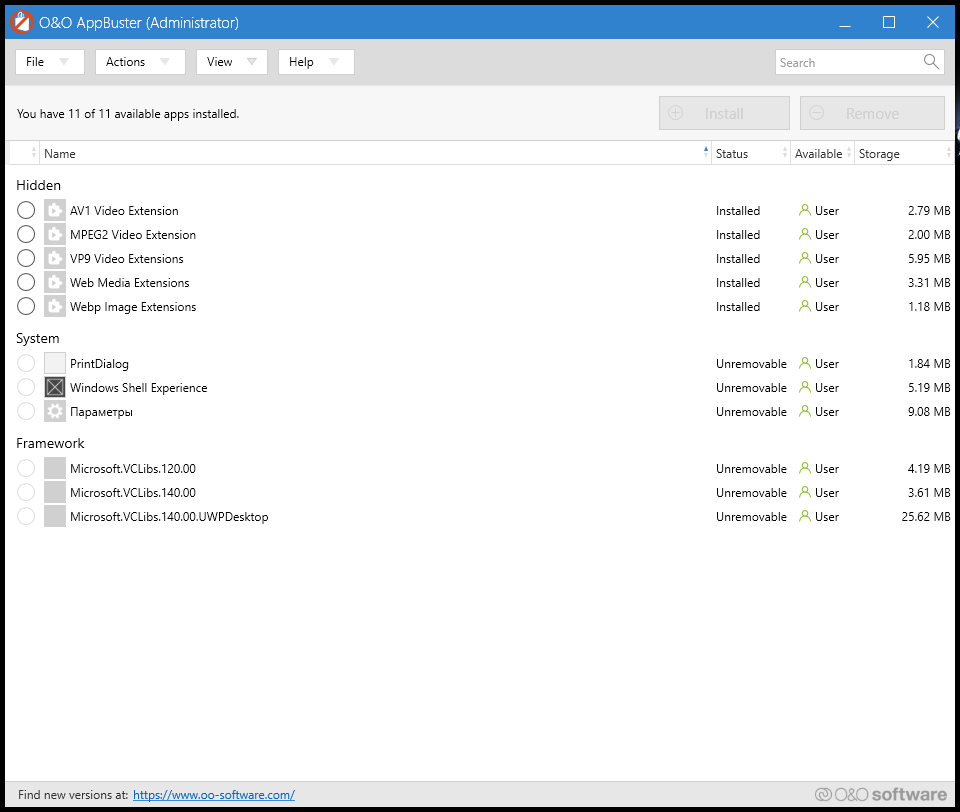 O&O AppBuster (Administrator)
File Actions View Help Search
You have 11 of 11 available apps installed. Install Remove
Name Status Available Storage
Hidden
AV1 Video Extension Installed User 2.79 MB
MPEG2 Video Extension Installed User 2.00 MB
VP9 Video Extensions Installed User 5.95 MB
Web Media Extensions Installed User 3.31 MB
Webp Image Extensions Installed User 1.18 MB
System
PrintDialog Unremovable User 1.84 MB
Windows Shell Experience Unremovable User 5.19 MB
Параметры Unremovable User 9.08 MB
Framework
Microsoft.VCLibs.120.00 Unremovable User 4.19 MB
Microsoft.VCLibs.140.00 Unremovable User 3.61 MB
Microsoft.VCLibs.140.00.UWPDesktop Unremovable User 25.62 MB
Find new versions at: https://www.oo-software.com/ O&O software